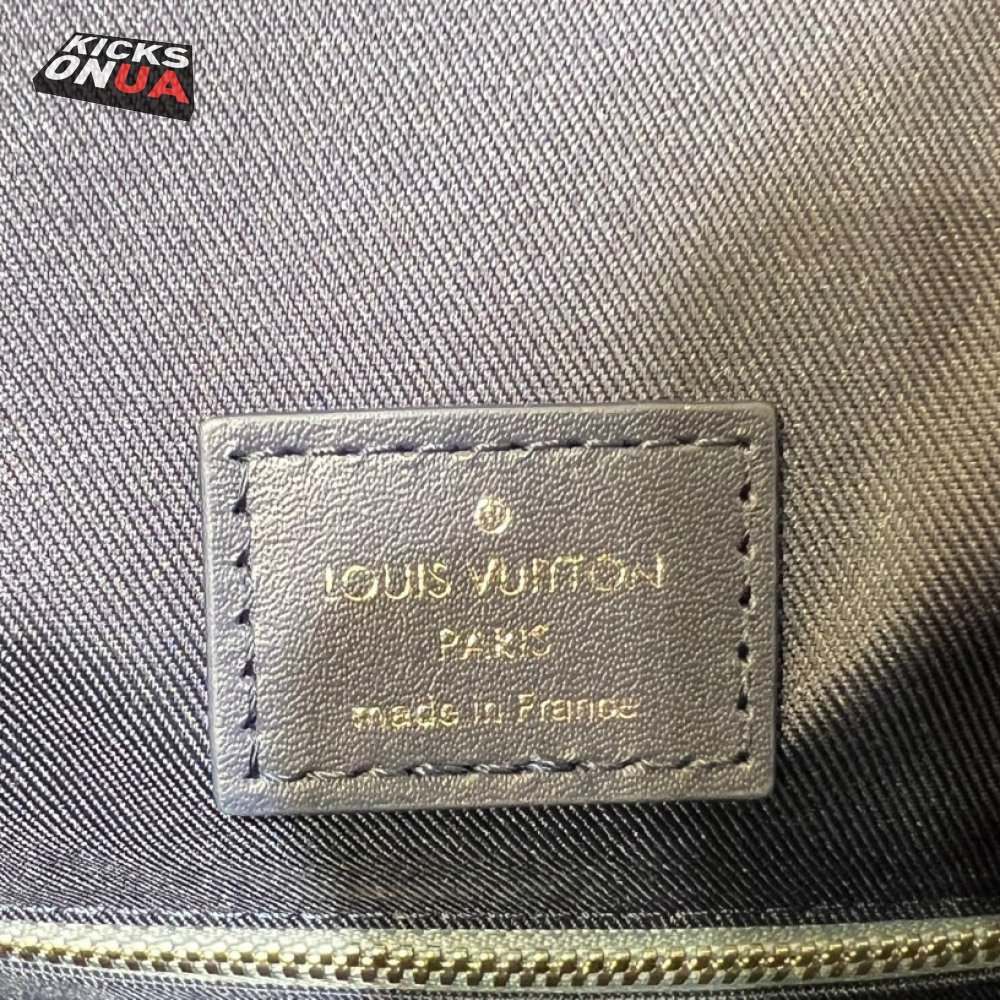 KICKS
ONUA
®
LOUIS VUITTON
PARIS
made in France